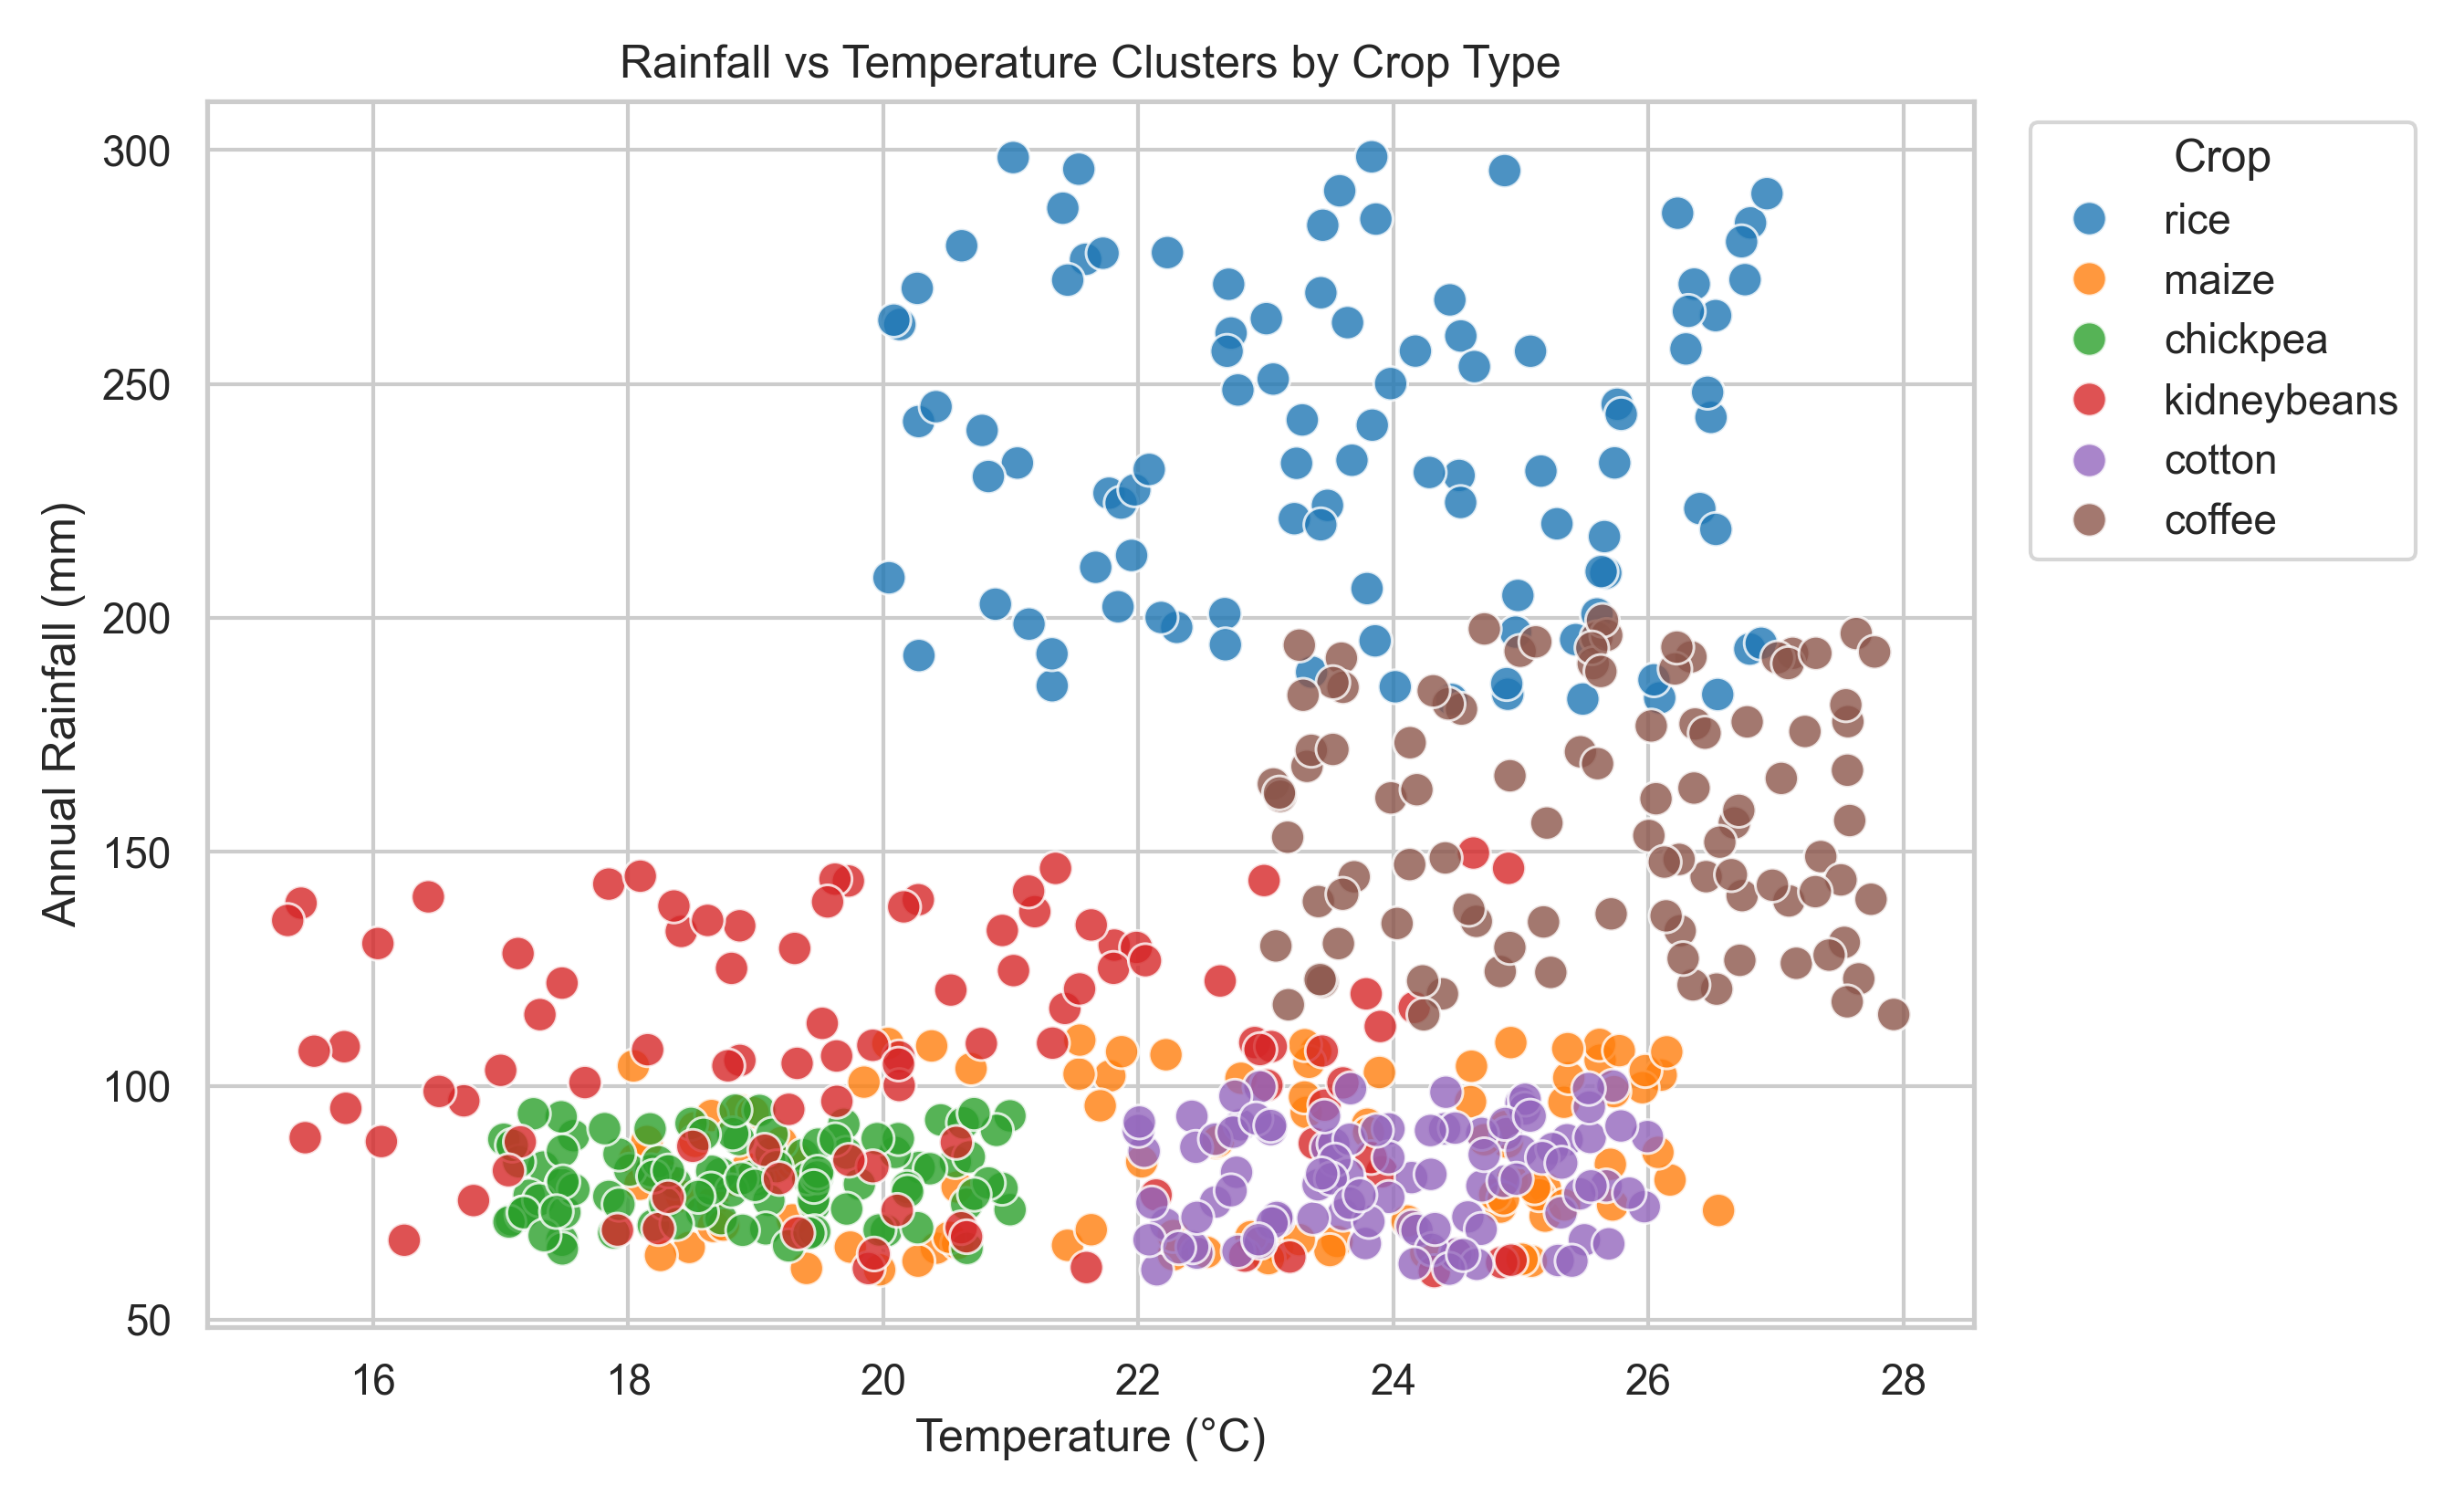 Rainfall vs Temperature Clusters by Crop Type
Annual Rainfall (mm)
300
250
200
150
100
50
16 18 20 22 24 26 28
Temperature (°C)
Crop
rice
maize
chickpea
kidneybeans
cotton
coffee